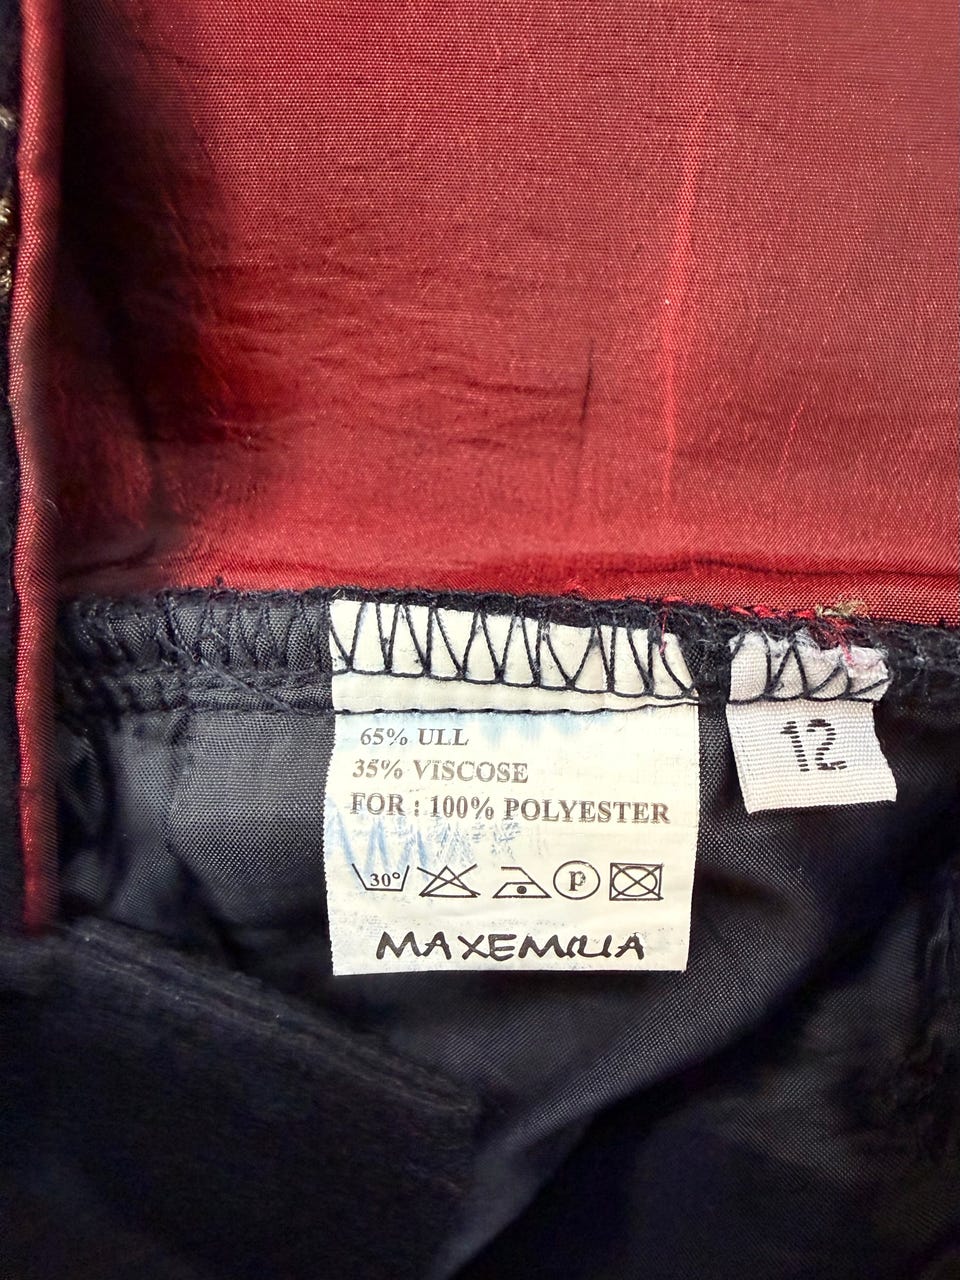 65% ULL
35% VISCOSE
FOR : 100% POLYESTER
30° P
MAXEMILIA
12